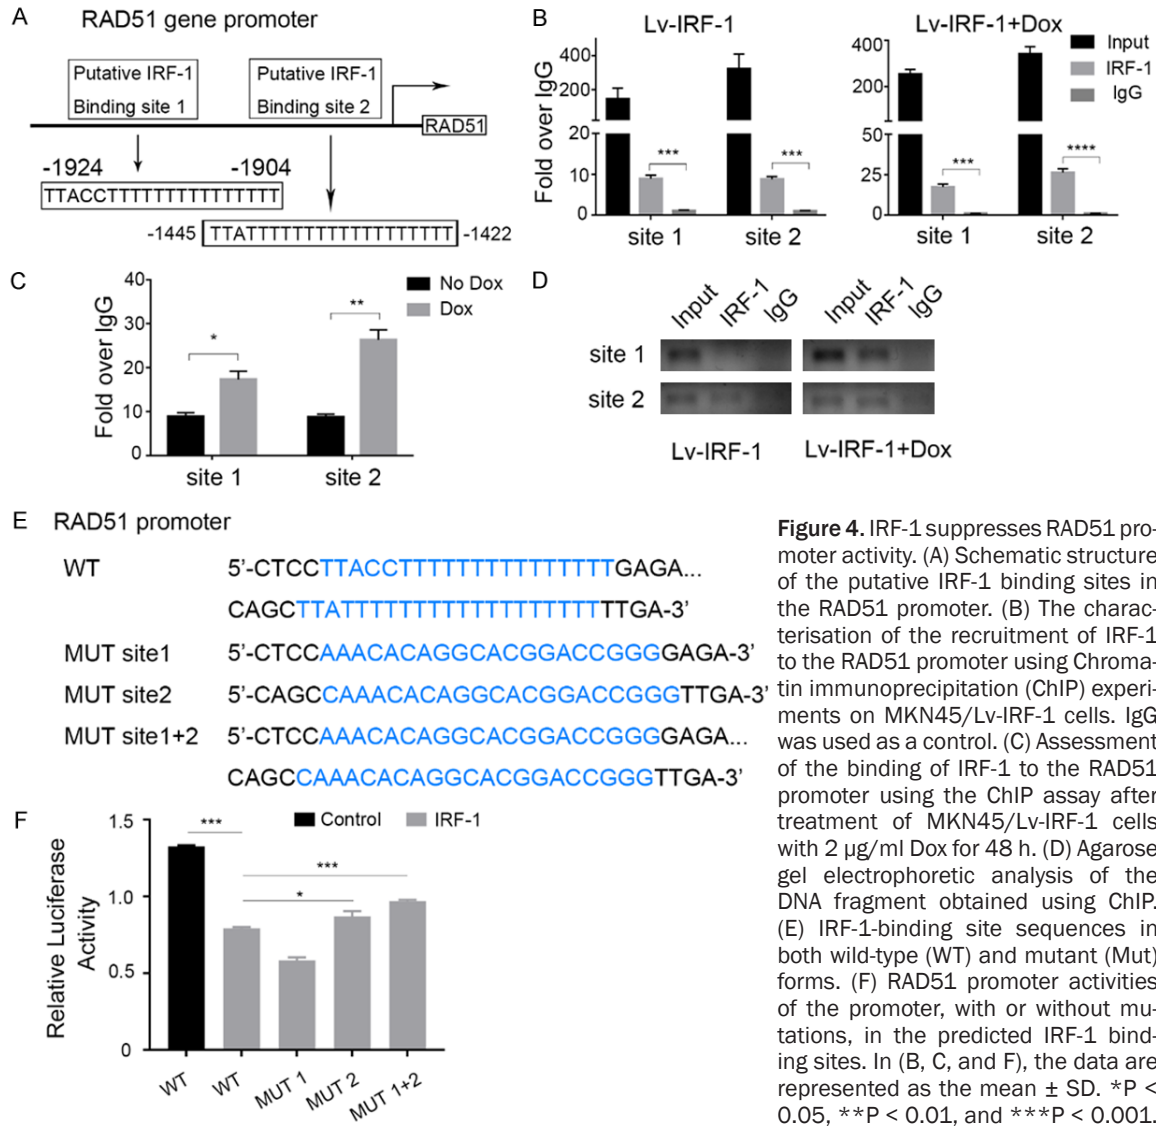 A
RAD51 gene promoter
Putative IRF-1
Binding site 1
Putative IRF-1
Binding site 2
RAD51
-1924
-1904
TTACCTTTTTTTTTTTTTTT
-1445
TTATTTTTTTTTTTTTTTTTT
-1422
B
Lv-IRF-1
Lv-IRF-1+Dox
Input
IRF-1
IgG
Fold over IgG
400
200
20
10
0
***
***
site 1
site 2
400
200
50
25
0
***
****
site 1
site 2
C
Fold over IgG
40
30
20
10
0
No Dox
Dox
*
**
site 1
site 2
D
Input
IRF-1
IgG
Input
IRF-1
IgG
site 1
site 2
Lv-IRF-1
Lv-IRF-1+Dox
E
RAD51 promoter
WT
5'-CTCCTTACCTTTTTTTTTTTTTTTGAGA...
CAGCTTATTTTTTTTTTTTTTTTTTTTGA-3'
MUT site1
5'-CTCCAAACACAGGCACGGACCGGGGAGA-3'
MUT site2
5'-CAGCCAAACACAGGCACGGACCGGGTTGA-3'
MUT site1+2
5'-CTCCAAACACAGGCACGGACCGGGGAGA...
CAGCCAAACACAGGCACGGACCGGGTTGA-3'
F
Relative Luciferase
Activity
1.5
1.0
0.5
0
Control
IRF-1
***
***
*
WT
WT
MUT 1
MUT 2
MUT 1+2
Figure 4. IRF-1 suppresses RAD51 pro-
moter activity. (A) Schematic structure
of the putative IRF-1 binding sites in
the RAD51 promoter. (B) The charac-
terisation of the recruitment of IRF-1
to the RAD51 promoter using Chroma-
tin immunoprecipitation (ChIP) experi-
ments on MKN45/Lv-IRF-1 cells. IgG
was used as a control. (C) Assessment
of the binding of IRF-1 to the RAD51
promoter using the ChIP assay after
treatment of MKN45/Lv-IRF-1 cells
with 2 µg/ml Dox for 48 h. (D) Agarose
gel electrophoretic analysis of the
DNA fragment obtained using ChIP.
(E) IRF-1-binding site sequences in
both wild-type (WT) and mutant (Mut)
forms. (F) RAD51 promoter activities
of the promoter, with or without mu-
tations, in the predicted IRF-1 bind-
ing sites. In (B, C, and F), the data are
represented as the mean ± SD. *P <
0.05, **P < 0.01, and ***P < 0.001.